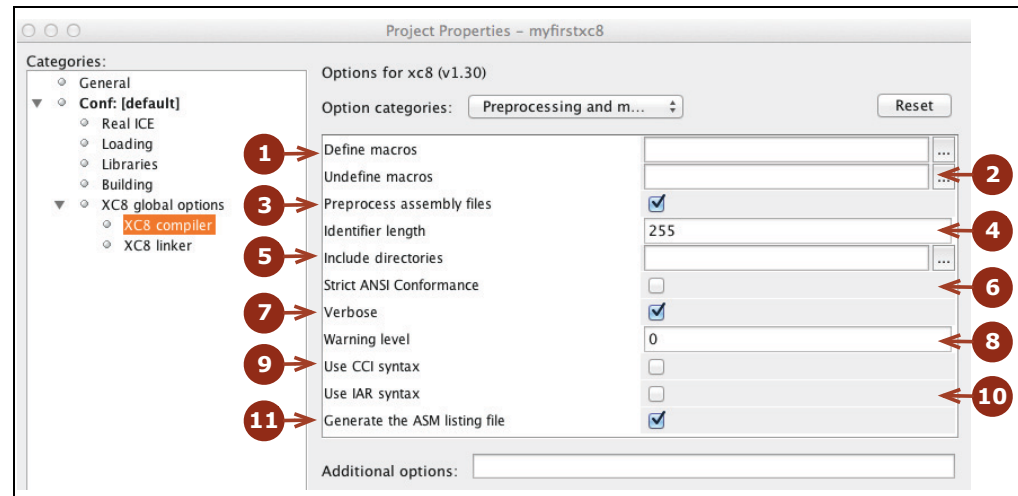 Project Properties – myfirstxc8
Categories:
General
Conf: [default]
Real ICE
Loading
Libraries
Building
XC8 global options
XC8 compiler
XC8 linker
Options for xc8 (v1.30)
Option categories: Preprocessing and m... Reset
1 Define macros ...
Undefine macros ... 2
3 Preprocess assembly files
Identifier length 255 4
5 Include directories ...
Strict ANSI Conformance 6
7 Verbose
Warning level 0 8
9 Use CCI syntax
Use IAR syntax 10
11 Generate the ASM listing file
Additional options: